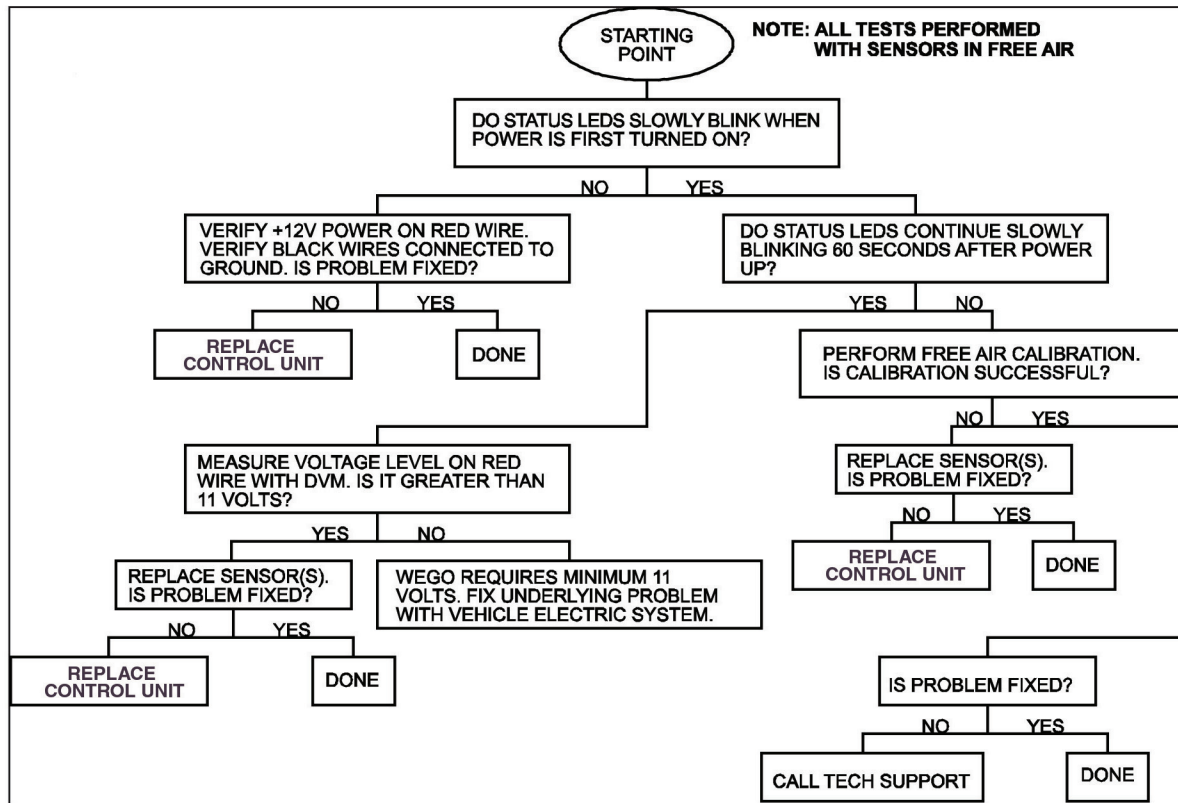 STARTING
POINT
NOTE: ALL TESTS PERFORMED
WITH SENSORS IN FREE AIR
DO STATUS LEDS SLOWLY BLINK WHEN
POWER IS FIRST TURNED ON?
NO
YES
VERIFY +12V POWER ON RED WIRE.
VERIFY BLACK WIRES CONNECTED TO
GROUND. IS PROBLEM FIXED?
NO
YES
REPLACE
CONTROL UNIT
DONE
DO STATUS LEDS CONTINUE SLOWLY
BLINKING 60 SECONDS AFTER POWER
UP?
YES
NO
PERFORM FREE AIR CALIBRATION.
IS CALIBRATION SUCCESSFUL?
NO
YES
MEASURE VOLTAGE LEVEL ON RED
WIRE WITH DVM. IS IT GREATER THAN
11 VOLTS?
YES
NO
REPLACE SENSOR(S).
IS PROBLEM FIXED?
NO
YES
REPLACE
CONTROL UNIT
DONE
WEGO REQUIRES MINIMUM 11
VOLTS. FIX UNDERLYING PROBLEM
WITH VEHICLE ELECTRIC SYSTEM.
REPLACE SENSOR(S).
IS PROBLEM FIXED?
NO
YES
REPLACE
CONTROL UNIT
DONE
IS PROBLEM FIXED?
NO
YES
CALL TECH SUPPORT
DONE